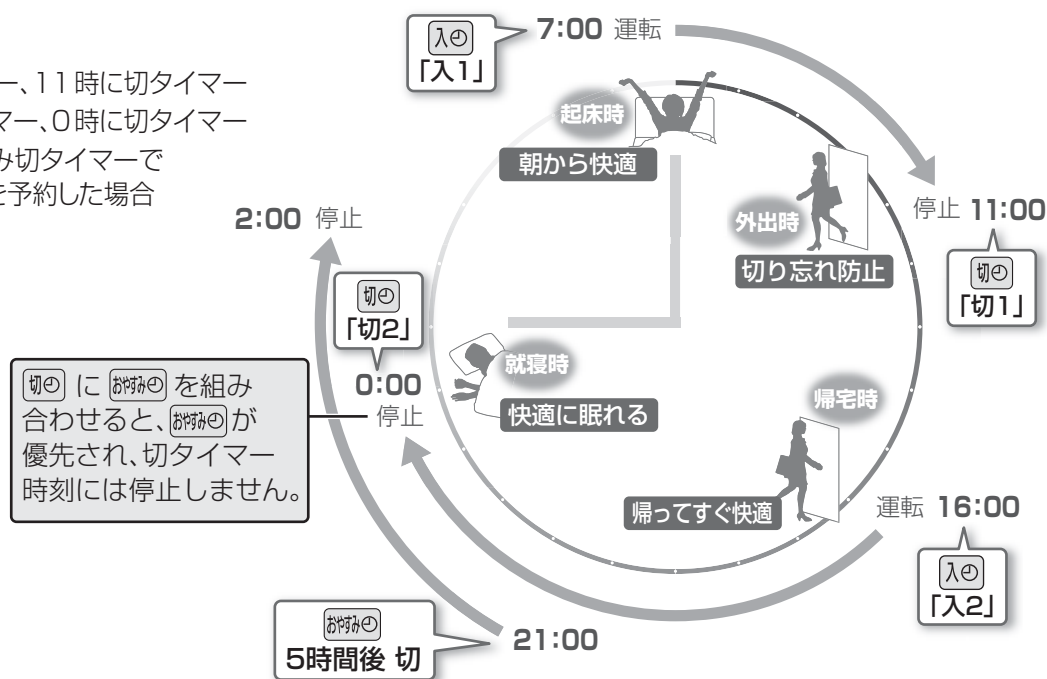 ー、11時に切タイマー
マー、0時に切タイマー
み切タイマーで
を予約した場合
入
「入1」
7:00 運転
起床時
朝から快適
外出時
切り忘れ防止
停止 11:00
切
「切1」
2:00 停止
切
「切2」
0:00
停止
就寝時
快適に眠れる
切 に おやすみ を組み
合わせると、おやすみ が
優先され、切タイマー
時刻には停止しません。
帰宅時
帰ってすぐ快適
運転 16:00
入
「入2」
21:00
おやすみ
5時間後 切